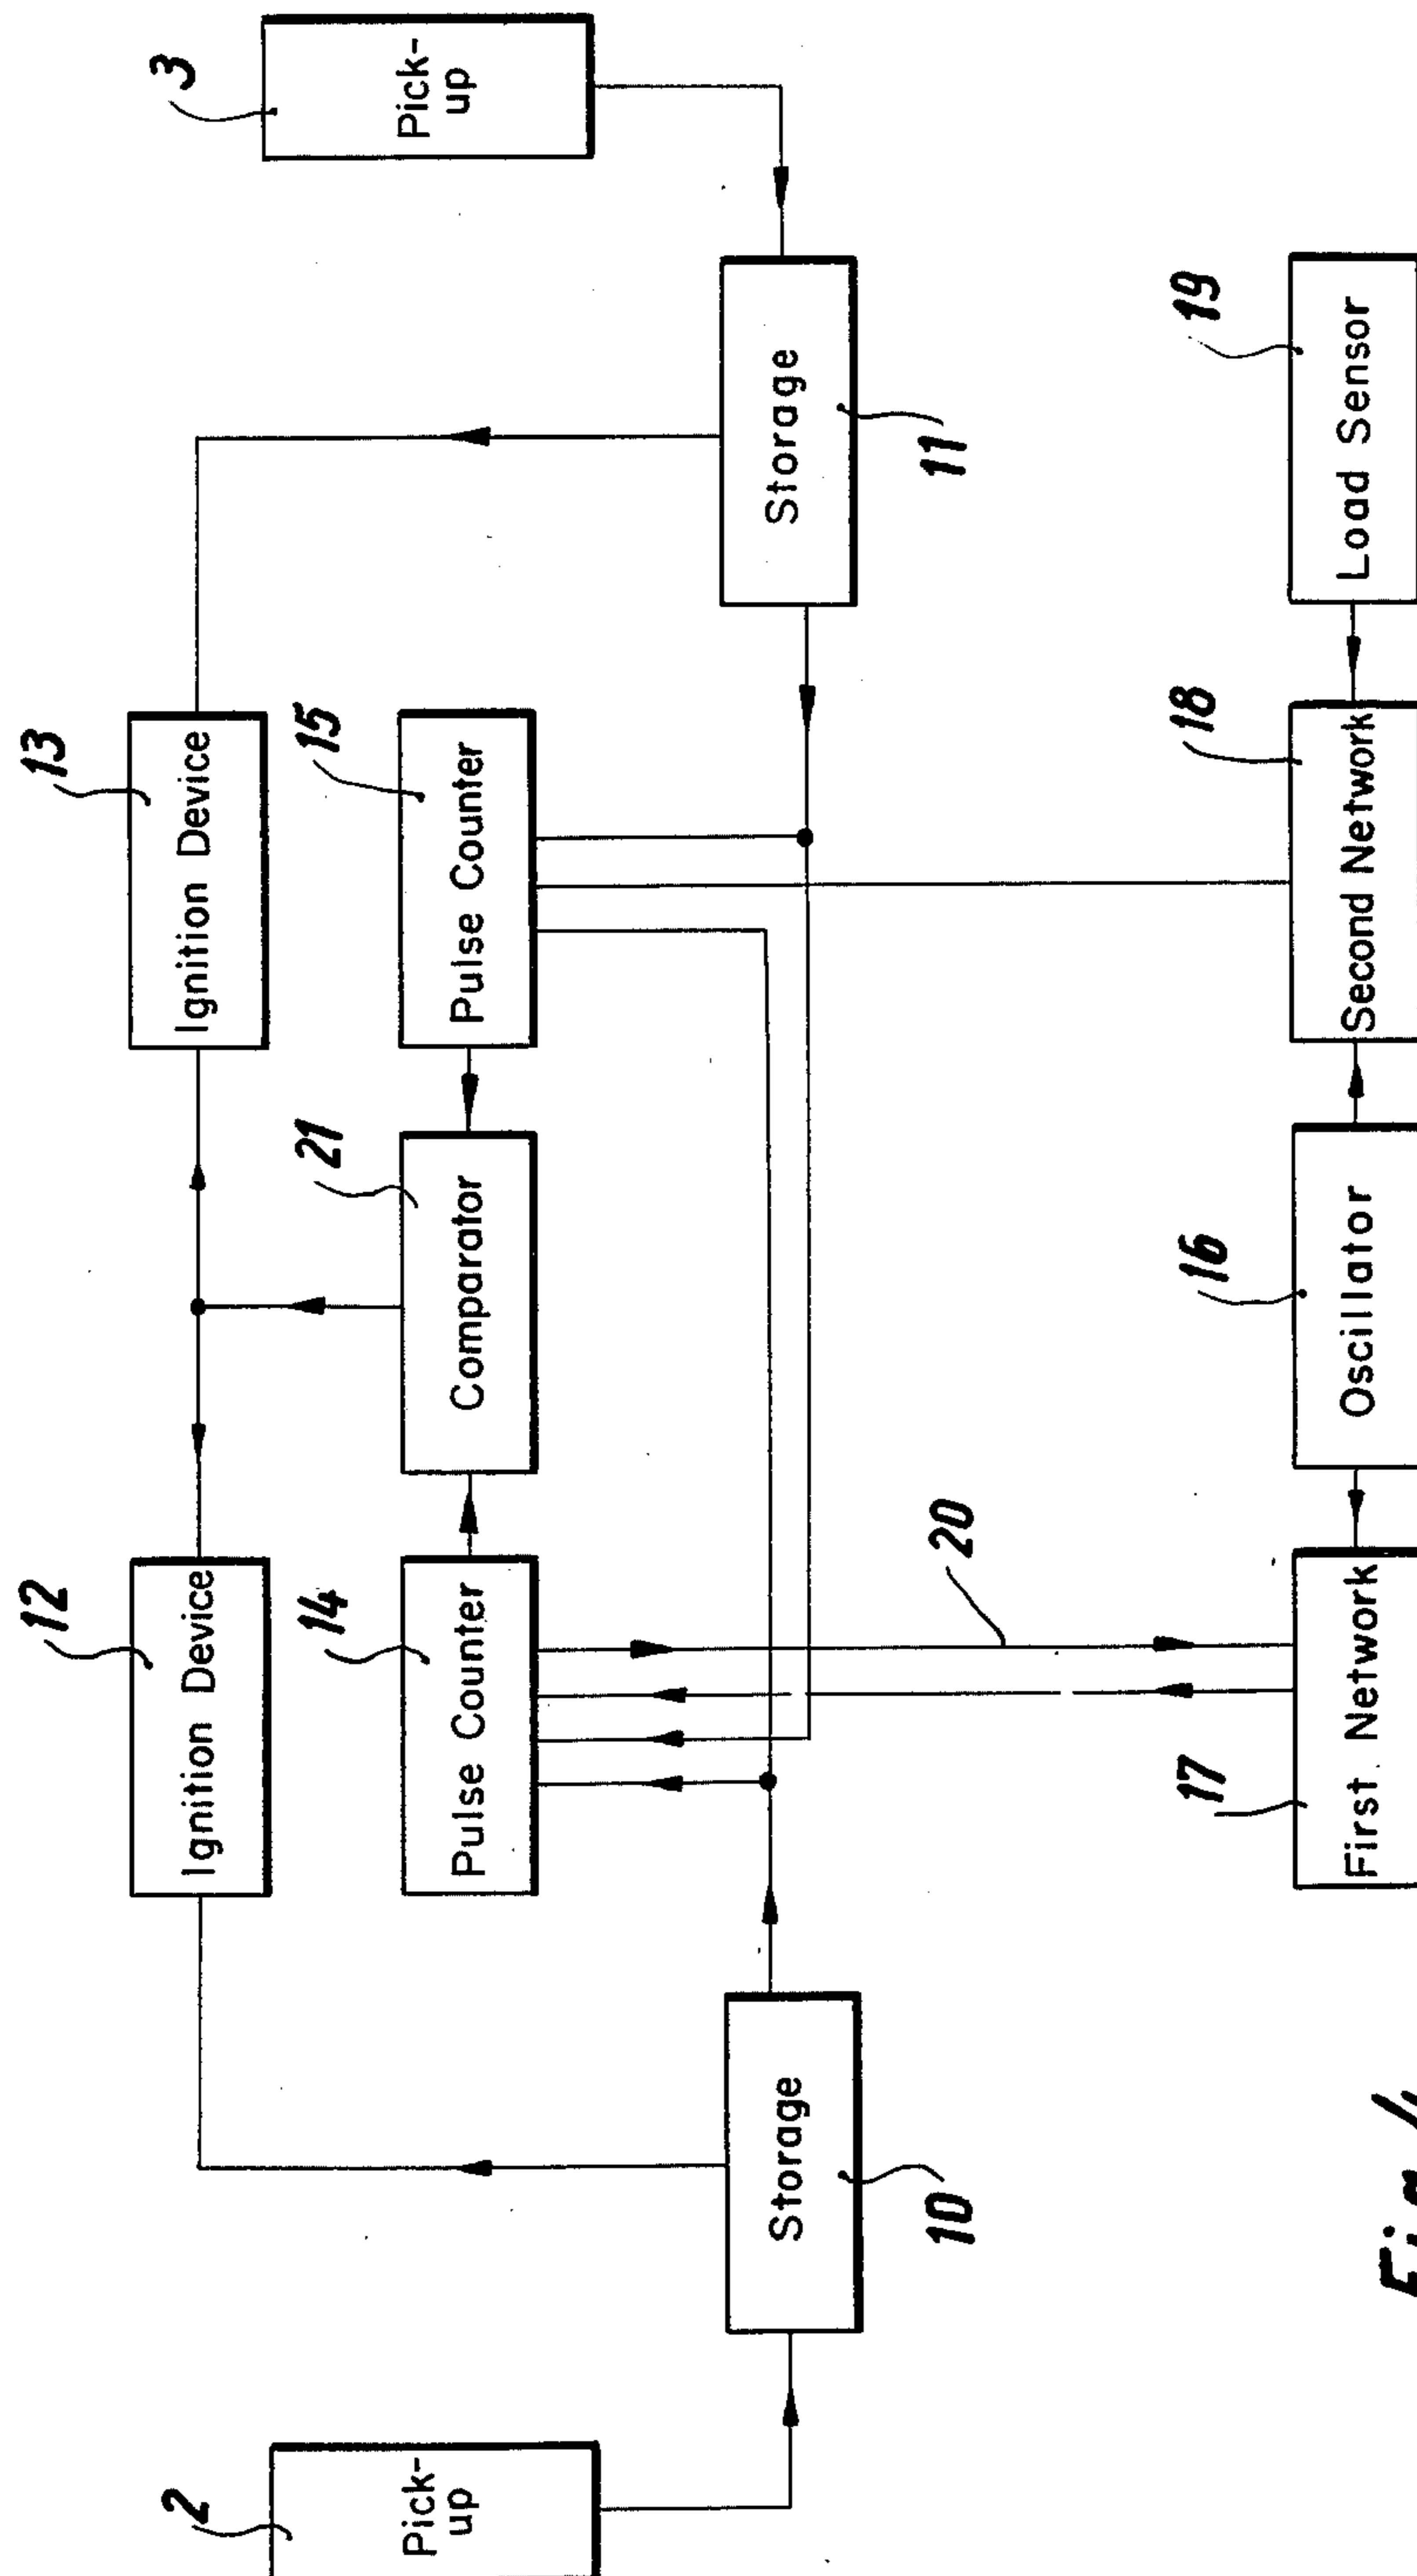 12
Ignition Device
13
Ignition Device
2
Pick-
up
14
Pulse Counter
21
Comparator
15
Pulse Counter
3
Pick-
up
Storage
10
Storage
11
20
17
First Network
16
Oscillator
18
Second Network
19
Load Sensor